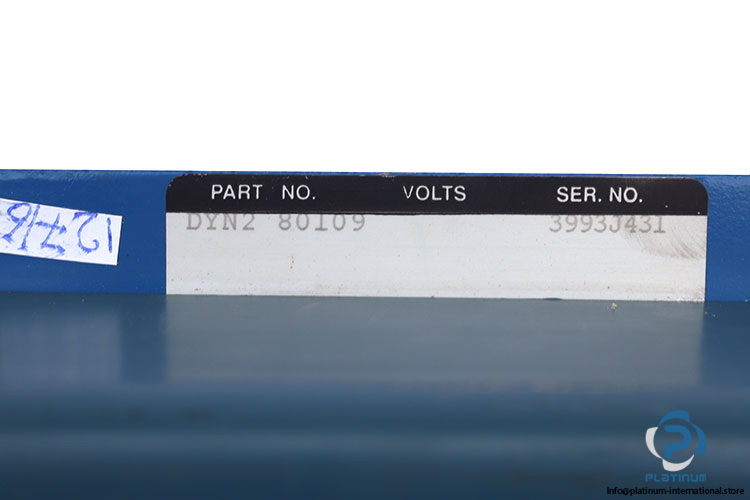 PART NO. VOLTS SER. NO.
DYN2 80109 3993J431
PLATINUM
Info@platinum-international.store